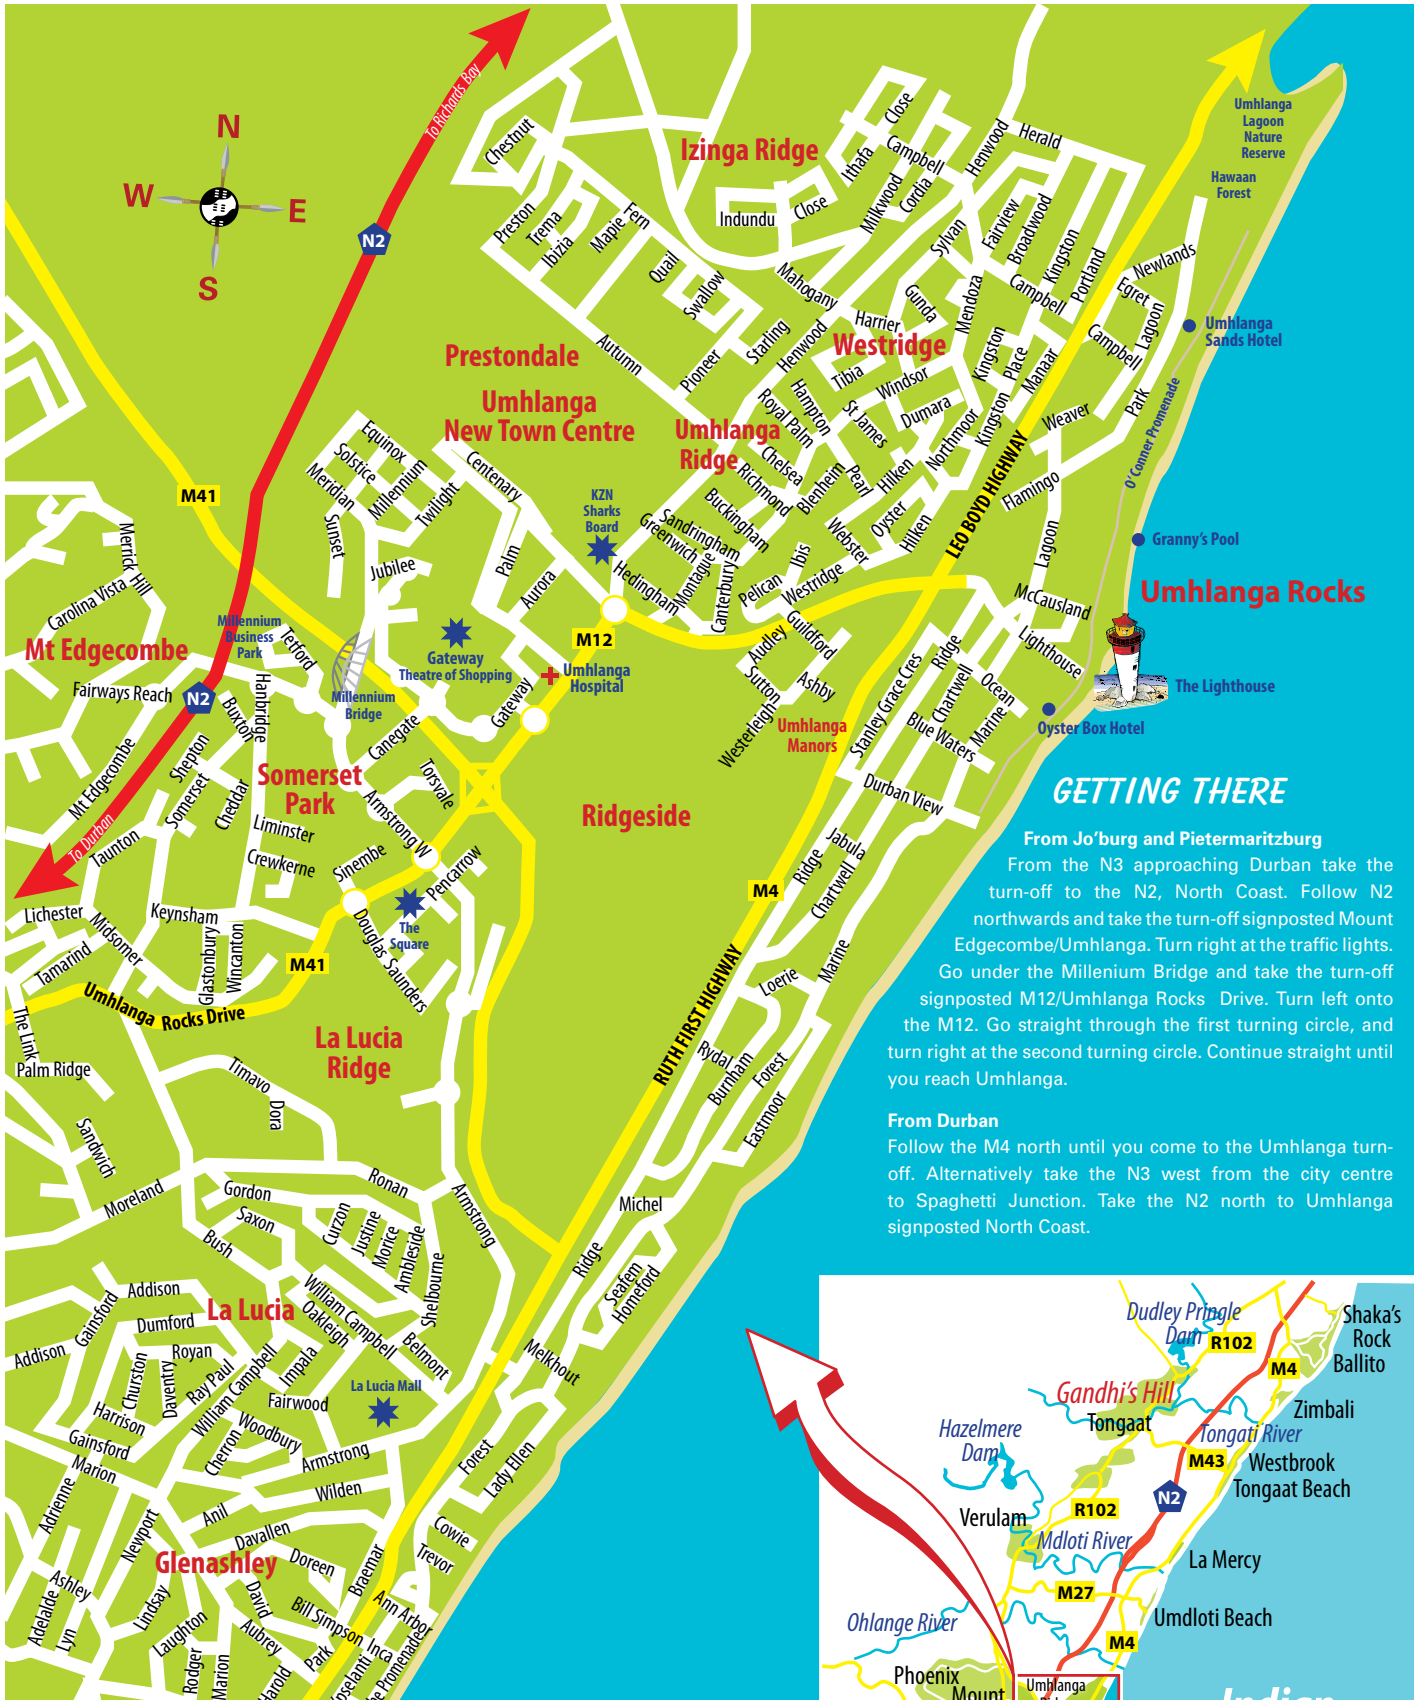 To Richards Bay
N
W
E
S
N2
Chestnut
Izinga Ridge
Close
Ithafa
Campbell
Milkwood
Cordia
Indundu
Close
Henwood
Herald
Umhlanga
Lagoon
Nature
Reserve
Hawaan
Forest
Preston
Trema
Ibizia
Maple
Fern
Quail
Swallow
Mahogany
Sylvan
Fairview
Broadwood
Kingston
Portland
Campbell
Newlands
Egret
Lagoon
Campbell
Gunda
Mendoza
Harrier
Westridge
Autumn
Pioneer
Starling
Henwood
Prestondale
Umhlanga
New Town Centre
Umhlanga
Ridge
Umhlanga
Sands Hotel
Park
O'Conner Promenade
Kingston
Place
Manaar
Kingston
Weaver
Tibia
Windsor
Hampton
Royal Palm
St James
Dumara
Northmoor
Chelsea
Richmond
Blenheim
Pearl
Hilken
Buckingham
Sandringham
Greenwich
Montague
Canterbury
Webster
Oyster
Hilken
Flamingo
Lagoon
LEO BOYD HIGHWAY
Equinox
Solstice
Meridian
Millennium
Twilight
Centenary
Sunset
Jubilee
Palm
Aurora
KZN
Sharks
Board
Hedingham
Pelican
Ibis
Westridge
Granny's Pool
Umhlanga Rocks
McCausland
Lighthouse
The Lighthouse
Oyster Box Hotel
M41
Merrick
Hill
Carolina Vista
Mt Edgecombe
Fairways Reach
N2
Millennium
Business
Park
Tetford
Millennium
Bridge
Gateway
Theatre of Shopping
M12
Umhlanga
Hospital
Gateway
Audley
Guildford
Sutton
Ashby
Westerleigh
Umhlanga
Manors
Stanley Grace Cres
Ridge
Chartwell
Ocean
Marine
Blue Waters
Durban View
Hambridge
Buxton
Shepton
Somerset
Cheddar
Mt Edgecombe
To Durban
Taunton
Somerset
Park
Canegate
Torsvale
Armstrong W
Liminster
Crewkerne
Sinembe
Pencarrow
The
Square
Douglas Saunders
Ridgeside
M4
Ridge
Jabula
Chartwell
Marine
Loerie
RUTH FIRST HIGHWAY
Lichester
Midsomer
Keynsham
Glastonbury
Wincanton
M41
Tamarind
Umhlanga Rocks Drive
The Link
Palm Ridge
La Lucia
Ridge
Timavo
Dora
Sandwich
Rydal
Burnham
Forest
Eastmoor
Moreland
Gordon
Saxon
Bush
Ronan
Armstrong
Curzon
Justine
Morice
Ambleside
Shelbourne
Michel
Ridge
Seafem
Homeford
Addison
Gainsford
Dumford
Addison
La Lucia
William Campbell
Oakleigh
Belmont
Melkhout
Royan
Churston
Daventry
Ray Paul
William Campbell
Impala
La Lucia Mall
Fairwood
Harrison
Gainsford
Marion
Cherron
Woodbury
Armstrong
Forest
Lady Ellen
Adrienne
Wilden
Newport
Anil
Davallen
Cowie
Trevor
Glenashley
Doreen
Braemar
Ashley
Adelaide
Lyn
Lindsay
Laughton
David
Aubrey
Bill Simpson
Inca
Ann Arbor
Rodger
Marion
Park
GETTING THERE
From Jo'burg and Pietermaritzburg
From the N3 approaching Durban take the
turn-off to the N2, North Coast. Follow N2
northwards and take the turn-off signposted Mount
Edgecombe/Umhlanga. Turn right at the traffic lights.
Go under the Millenium Bridge and take the turn-off
signposted M12/Umhlanga Rocks Drive. Turn left onto
the M12. Go straight through the first turning circle, and
turn right at the second turning circle. Continue straight until
you reach Umhlanga.
From Durban
Follow the M4 north until you come to the Umhlanga turn-
off. Alternatively take the N3 west from the city centre
to Spaghetti Junction. Take the N2 north to Umhlanga
signposted North Coast.
Dudley Pringle
Dam
R102
Shaka's
Rock
Ballito
M4
Gandhi's Hill
Tongaat
Zimbali
Hazelmere
Dam
Tongati River
M43
Westbrook
Tongaat Beach
N2
R102
Verulam
Mdloti River
La Mercy
M27
Umdloti Beach
Ohlange River
M4
Phoenix
Mount
Umhlanga